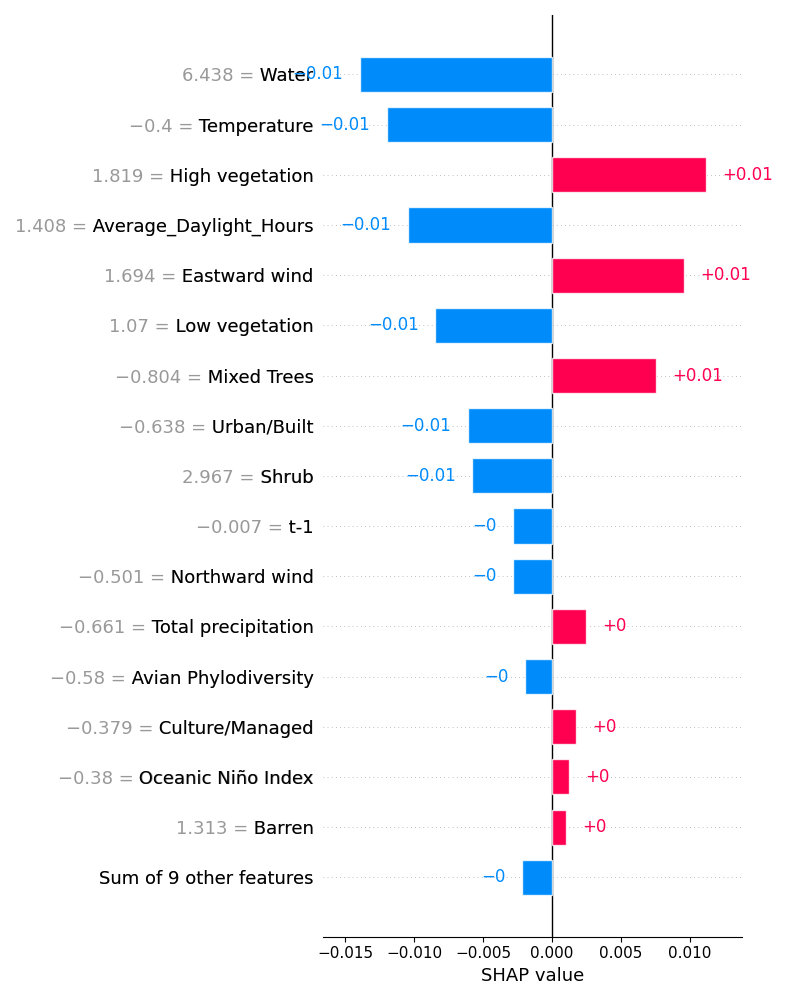 6.438 = Water −0.01
−0.4 = Temperature −0.01
1.819 = High vegetation +0.01
1.408 = Average_Daylight_Hours −0.01
1.694 = Eastward wind +0.01
1.07 = Low vegetation −0.01
−0.804 = Mixed Trees +0.01
−0.638 = Urban/Built −0.01
2.967 = Shrub −0.01
−0.007 = t-1 −0
−0.501 = Northward wind −0
−0.661 = Total precipitation +0
−0.58 = Avian Phylodiversity −0
−0.379 = Culture/Managed +0
−0.38 = Oceanic Niño Index +0
1.313 = Barren +0
Sum of 9 other features −0
−0.015 −0.010 −0.005 0.000 0.005 0.010
SHAP value